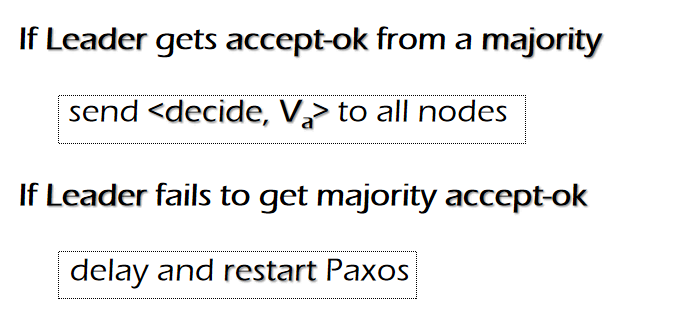 If Leader gets accept-ok from a majority
send <decide, Va> to all nodes
If Leader fails to get majority accept-ok
delay and restart Paxos